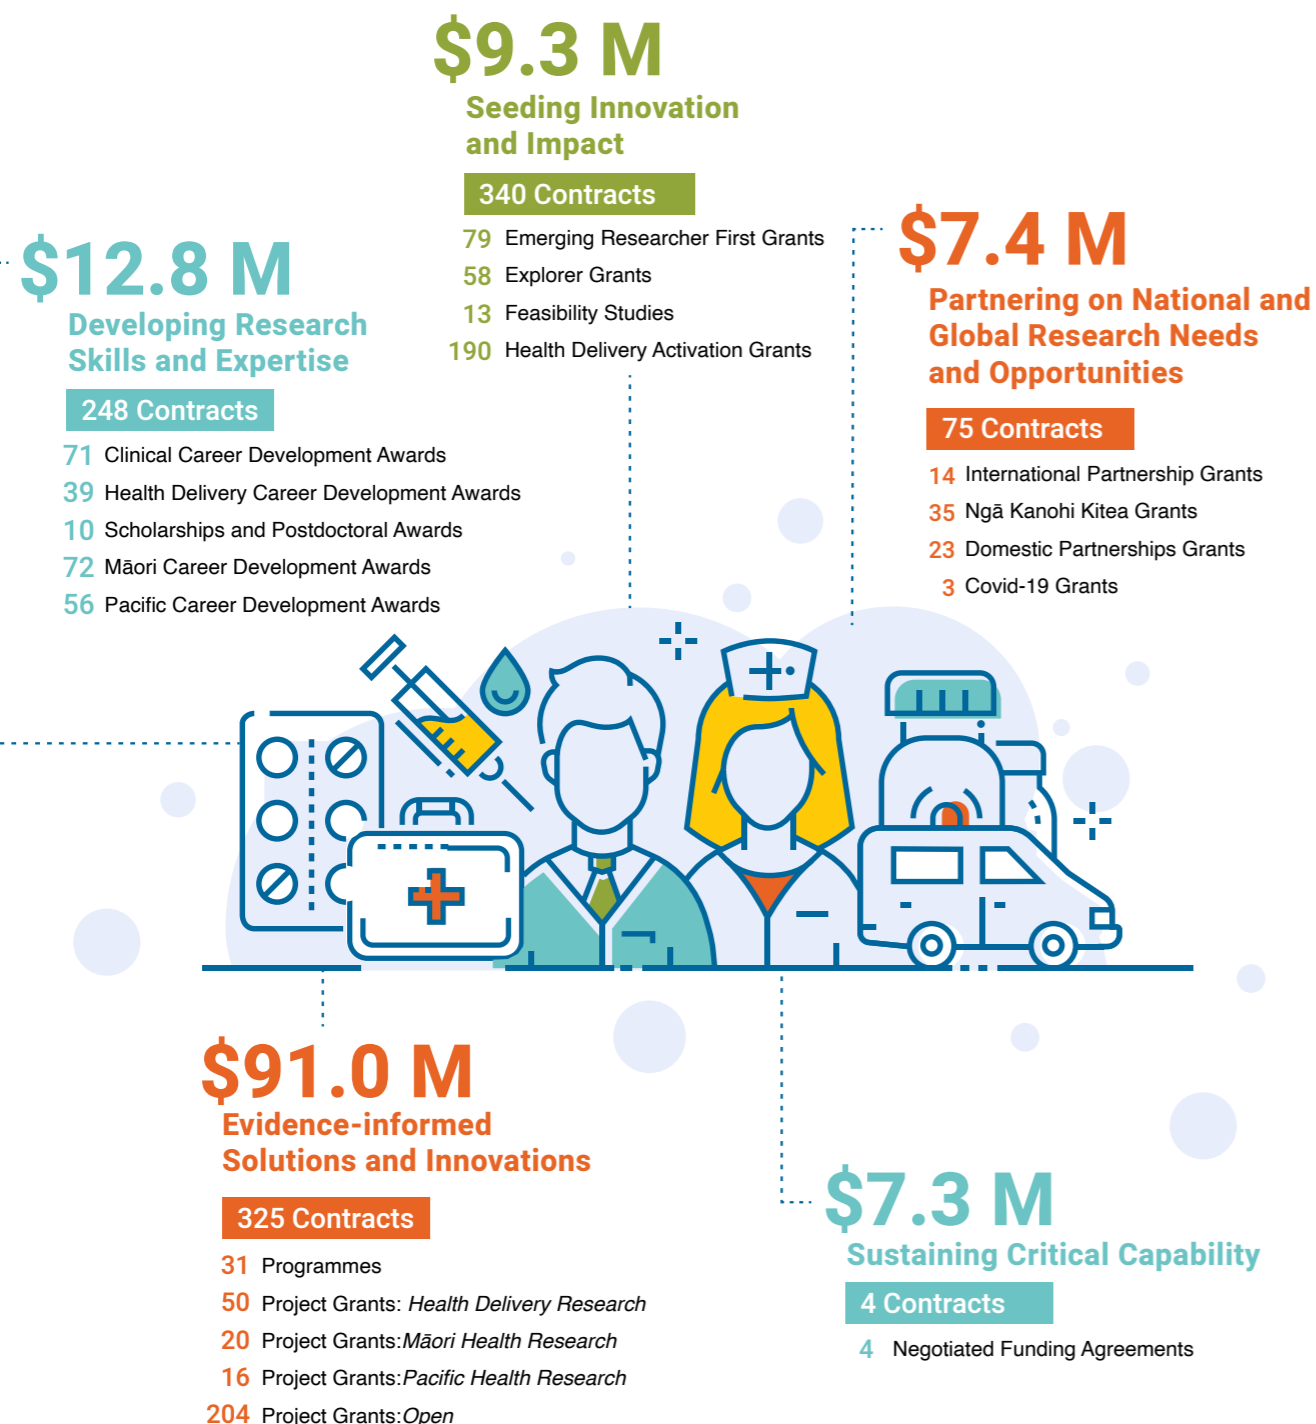 $9.3 M
Seeding Innovation
and Impact
340 Contracts
79 Emerging Researcher First Grants
58 Explorer Grants
13 Feasibility Studies
190 Health Delivery Activation Grants
$12.8 M
Developing Research
Skills and Expertise
248 Contracts
71 Clinical Career Development Awards
39 Health Delivery Career Development Awards
10 Scholarships and Postdoctoral Awards
72 Māori Career Development Awards
56 Pacific Career Development Awards
$7.4 M
Partnering on National and
Global Research Needs
and Opportunities
75 Contracts
14 International Partnership Grants
35 Ngā Kanohi Kitea Grants
23 Domestic Partnerships Grants
3 Covid-19 Grants
$91.0 M
Evidence-informed
Solutions and Innovations
325 Contracts
31 Programmes
50 Project Grants: Health Delivery Research
20 Project Grants:Māori Health Research
16 Project Grants:Pacific Health Research
204 Project Grants:Open
$7.3 M
Sustaining Critical Capability
4 Contracts
4 Negotiated Funding Agreements